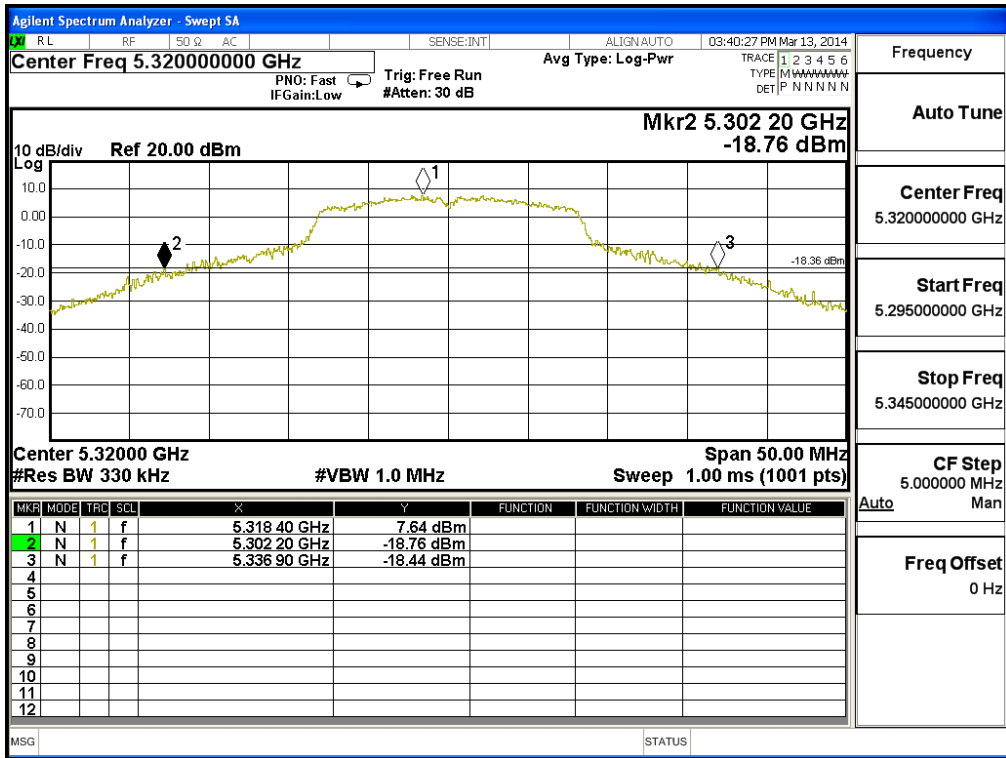 Agilent Spectrum Analyzer - Swept SA
LXI RL RF 50 Ω AC SENSE:INT ALIGN AUTO 03:40:27 PM Mar 13, 2014
Center Freq 5.320000000 GHz
PNO: Fast
IFGain:Low
Trig: Free Run
#Atten: 30 dB
Avg Type: Log-Pwr
TRACE 1 2 3 4 5 6
TYPE M
DET P N N N N N
Mkr2 5.302 20 GHz
-18.76 dBm
10 dB/div Ref 20.00 dBm
Log
10.0
0.00
-10.0
-20.0
-30.0
-40.0
-50.0
-60.0
-70.0
1
2
3
-18.36 dBm
Center 5.32000 GHz Span 50.00 MHz
#Res BW 330 kHz #VBW 1.0 MHz Sweep 1.00 ms (1001 pts)
MKR MODE TRC SCL X Y FUNCTION FUNCTION WIDTH FUNCTION VALUE
1 N 1 f 5.318 40 GHz 7.64 dBm
2 N 1 f 5.302 20 GHz -18.76 dBm
3 N 1 f 5.336 90 GHz -18.44 dBm
4
5
6
7
8
9
10
11
12
MSG STATUS
Frequency
Auto Tune
Center Freq
5.320000000 GHz
Start Freq
5.295000000 GHz
Stop Freq
5.345000000 GHz
CF Step
5.000000 MHz
Auto Man
Freq Offset
0 Hz